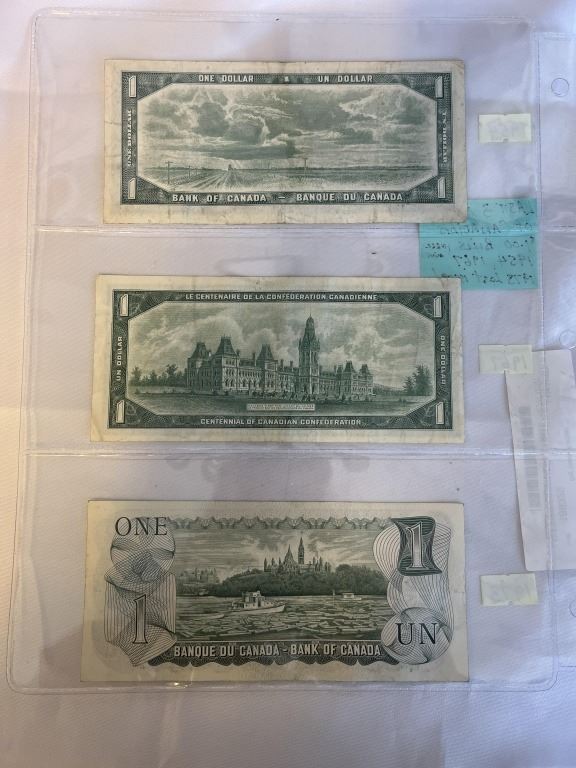 ONE DOLLAR UN DOLLAR
1 1
ONE DOLLAR
UN DOLLAR
1 1
BANK OF CANADA – BANQUE DU CANADA
LE CENTENAIRE DE LA CONFÉDÉRATION CANADIENNE
1 1
UN DOLLAR
ONE DOLLAR
1 1
CENTENNIAL OF CANADIAN CONFEDERATION
ONE
1
1
UN
BANQUE DU CANADA - BANK OF CANADA
1954, 1967